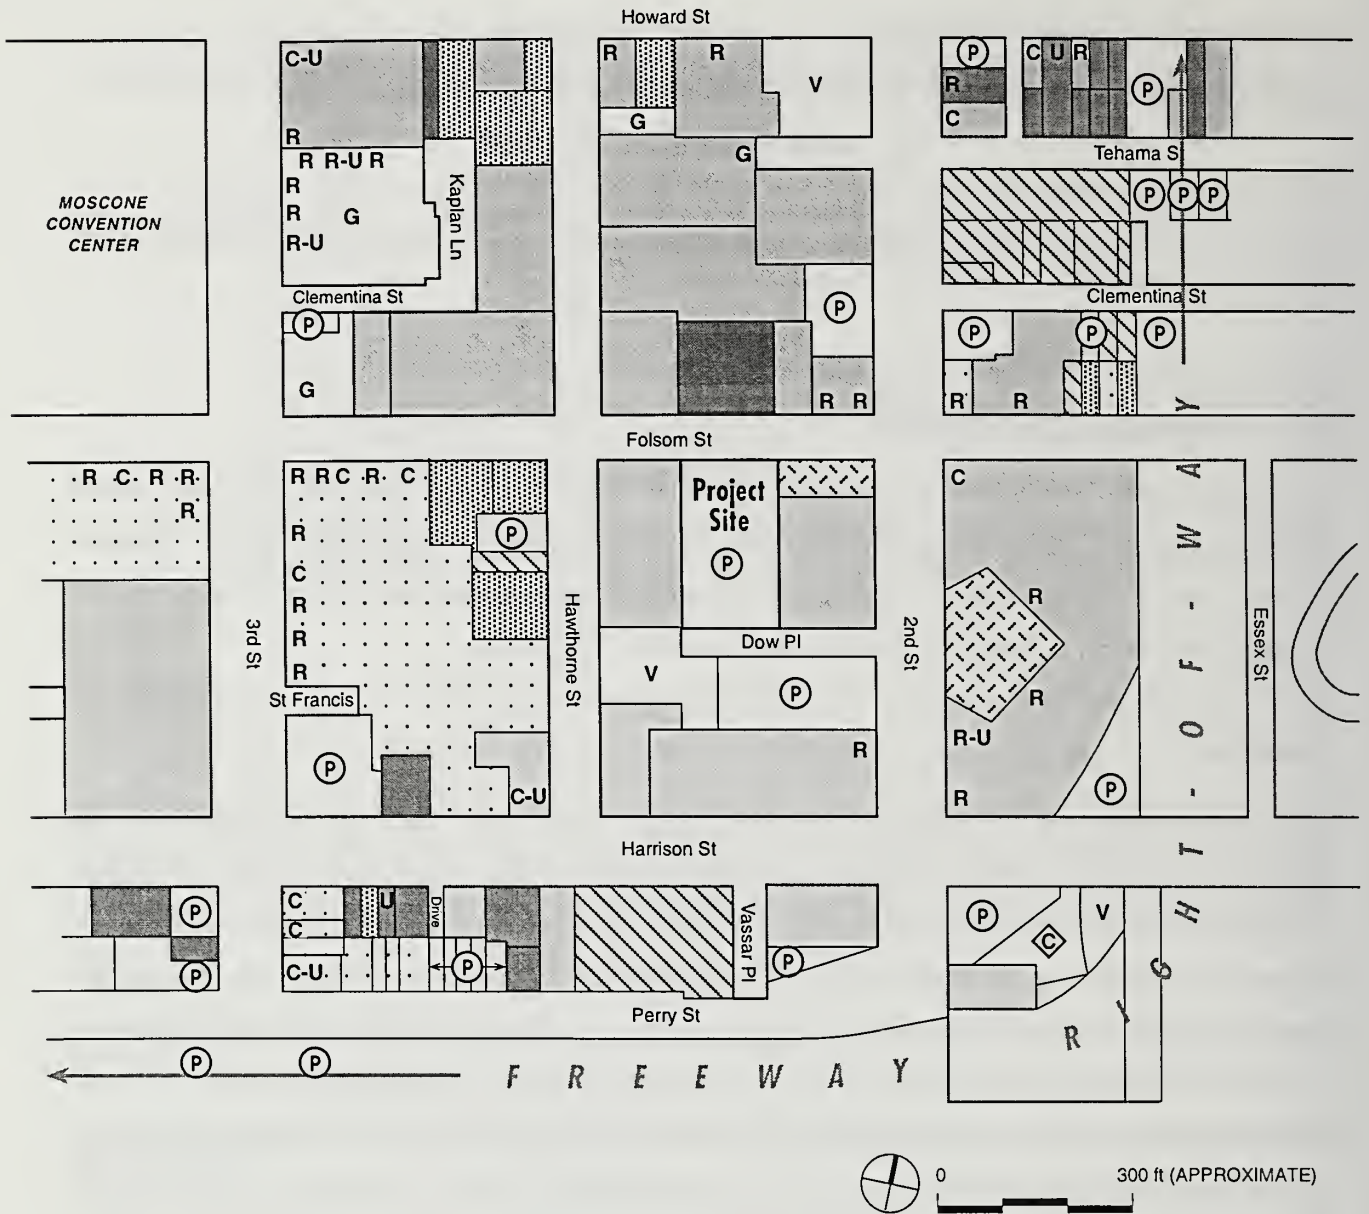 Howard St
C-U
R
R
V
P
C U R
P
R
C
R
G
G
Tehama S
R R-U R
R
R
G
R-U
Kaplan Ln
MOSCONE
CONVENTION
CENTER
P
P
P
Clementina St
P
Clementina St
P
P
P
P
G
R R
R
R
Folsom St
R C R R
R
R R C R C
R
C
R
R
R
P
Project
Site
P
C
R
R
R-U
R
P
3rd St
Hawthorne St
Dow Pl
2nd St
Essex St
St Francis
V
P
P
R
C-U
Harrison St
P
P
C
C
C-U
U
Drive
P
Vassar Pl
P
P
C
V
Perry St
P
P
FREEWAY
RIGHT-OF-WAY
0
300 ft (APPROXIMATE)